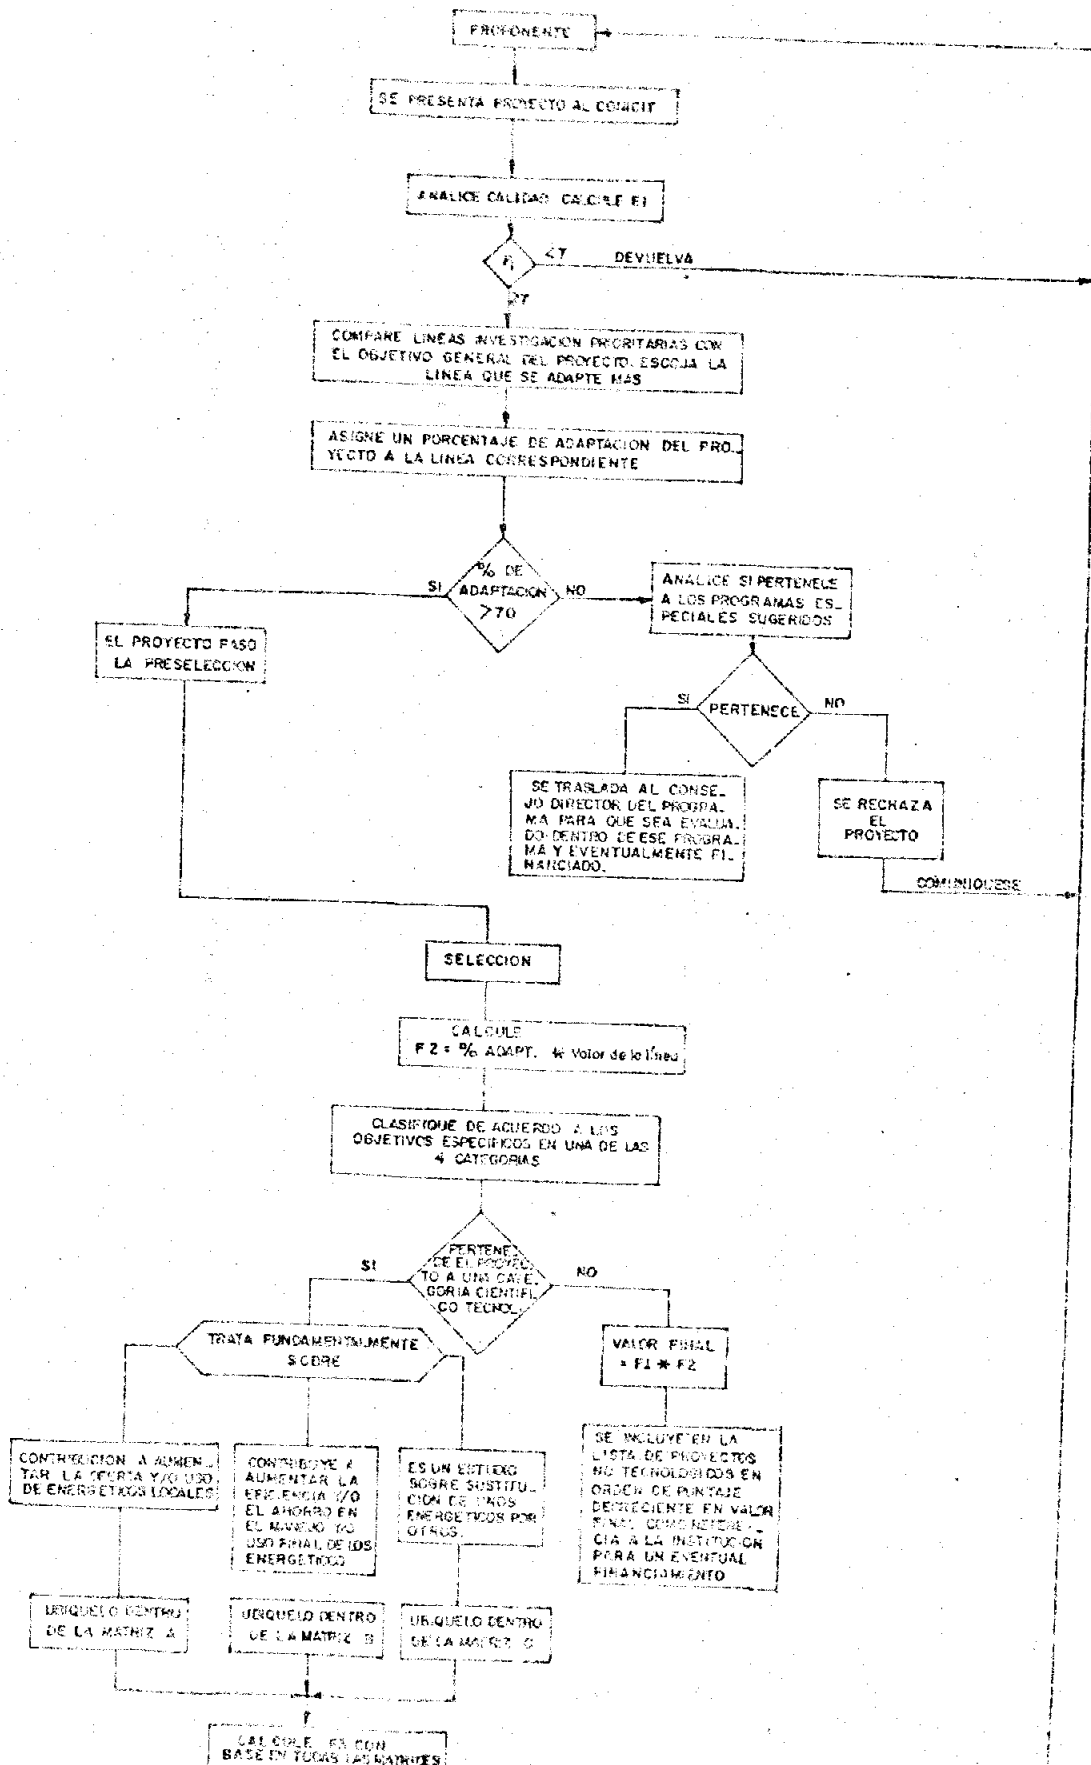 PROPONENTE
SE PRESENTA PROYECTO AL CONICIT
ANALICE CALIDAD CALCULE F1
F1
<7
DEVUELVA
>7
COMPARE LINEAS INVESTIGACION PRIORITARIAS CON
EL OBJETIVO GENERAL DEL PROYECTO. ESCOJA LA
LINEA QUE SE ADAPTE MAS
ASIGNE UN PORCENTAJE DE ADAPTACION DEL PRO_
YECTO A LA LINEA CORRESPONDIENTE
% DE
ADAPTACION
>70
SI
NO
ANALICE SI PERTENECE
A LOS PROGRAMAS ES_
PECIALES SUGERIDOS
EL PROYECTO PASO
LA PRESELECCION
SI
PERTENECE
NO
SE TRASLADA AL CONSE_
JO DIRECTOR DEL PROGRA_
MA PARA QUE SEA EVALUA_
DO DENTRO DE ESE PROGRA_
MA Y EVENTUALMENTE FI_
NANCIADO.
SE RECHAZA
EL
PROYECTO
COMUNIQUESE
SELECCION
CALCULE
F2 = % ADAPT. * Valor de la línea
CLASIFIQUE DE ACUERDO A LOS
OBJETIVOS ESPECIFICOS EN UNA DE LAS
4 CATEGORIAS
PERTENE_
CE EL PROYEC_
TO A UNA CATE_
GORIA CIENTIFI_
CO TECNOL.
SI
NO
TRATA FUNDAMENTALMENTE
SOBRE
VALOR FINAL
= F1 * F2
CONTRIBUCION A AUMEN_
TAR LA OFERTA Y/O USO
DE ENERGETICOS LOCALES
CONTRIBUYE A
AUMENTAR LA
EFICIENCIA Y/O
EL AHORRO EN
EL MANEJO Y/O
USO FINAL DE LOS
ENERGETICOS
ES UN ESTUDIO
SOBRE SUSTITU_
CION DE UNOS
ENERGETICOS POR
OTROS.
SE INCLUYE EN LA
LISTA DE PROYECTOS
NO TECNOLOGICOS EN
ORDEN DE PUNTAJE
DECRECIENTE EN VALOR
FINAL COMO REFEREN_
CIA A LA INSTITUCION
PARA UN EVENTUAL
FINANCIAMIENTO
UBIQUELO DENTRO
DE LA MATRIZ A
UBIQUELO DENTRO
DE LA MATRIZ B
UBIQUELO DENTRO
DE LA MATRIZ C
CALCULE F3 CON
BASE EN TODAS LAS MATRICES